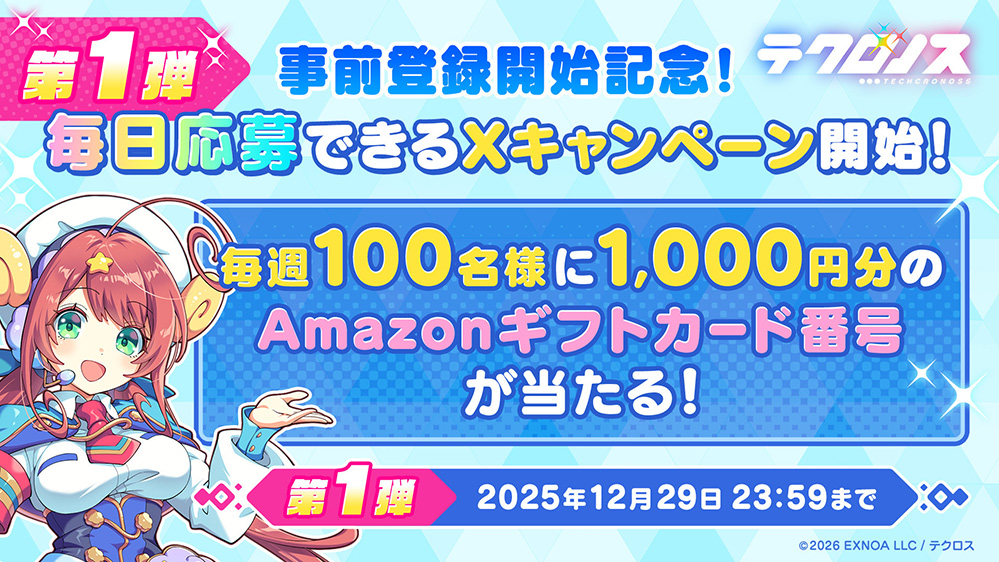 第1弾
事前登録開始記念!
テクロノス
TECHCRONOSS
毎日応募できるXキャンペーン開始!
毎週100名様に1,000円分の
Amazonギフトカード番号
が当たる!
第1弾
2025年12月29日 23:59まで
©2026 EXNOA LLC / テクロス